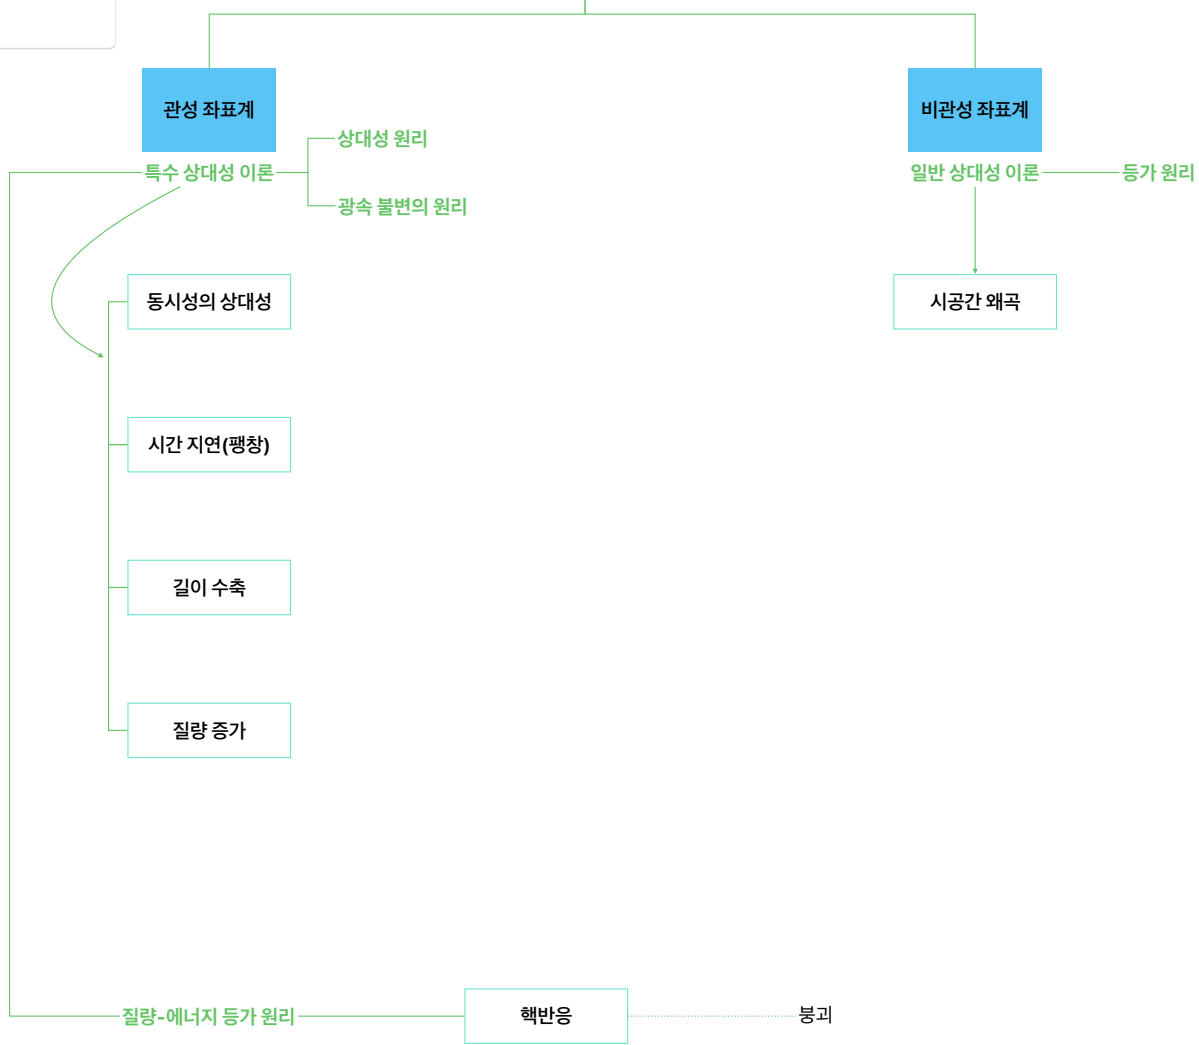 관성 좌표계
비관성 좌표계
상대성 원리
특수 상대성 이론
일반 상대성 이론
등가 원리
광속 불변의 원리
동시성의 상대성
시공간 왜곡
시간 지연(팽창)
길이 수축
질량 증가
질량-에너지 등가 원리
핵반응
붕괴